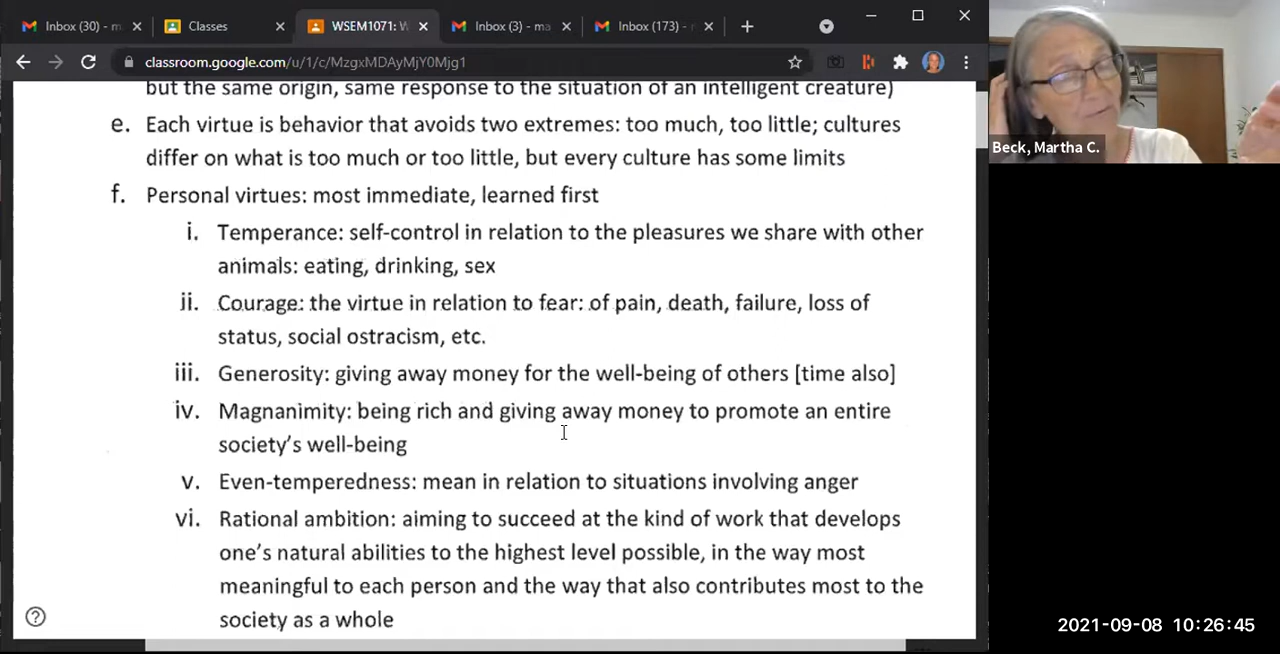 Inbox (30) - m
Classes
WSEM1071: W
Inbox (3) - ma
Inbox (173) - r
classroom.google.com/u/1/c/MzgxMDAyMjY0Mjg1
but the same origin, same response to the situation of an intelligent creature)
e. Each virtue is behavior that avoids two extremes: too much, too little; cultures
differ on what is too much or too little, but every culture has some limits
f. Personal virtues: most immediate, learned first
i. Temperance: self-control in relation to the pleasures we share with other
animals: eating, drinking, sex
ii. Courage: the virtue in relation to fear: of pain, death, failure, loss of
status, social ostracism, etc.
iii. Generosity: giving away money for the well-being of others [time also]
iv. Magnanimity: being rich and giving away money to promote an entire
society's well-being
v. Even-temperedness: mean in relation to situations involving anger
vi. Rational ambition: aiming to succeed at the kind of work that develops
one's natural abilities to the highest level possible, in the way most
meaningful to each person and the way that also contributes most to the
society as a whole
Beck, Martha C.
2021-09-08 10:26:45